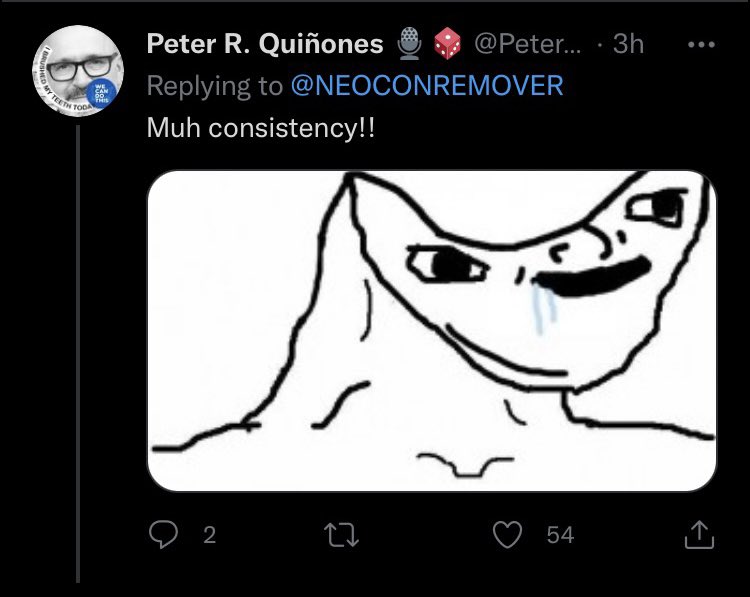 Peter R. Quiñones 🎙️ 🎲 @Peter... · 3h
Replying to @NEOCONREMOVER
Muh consistency!!
I BRUSHED MY TEETH TODAY
WE
CAN
DO
THIS
2
54